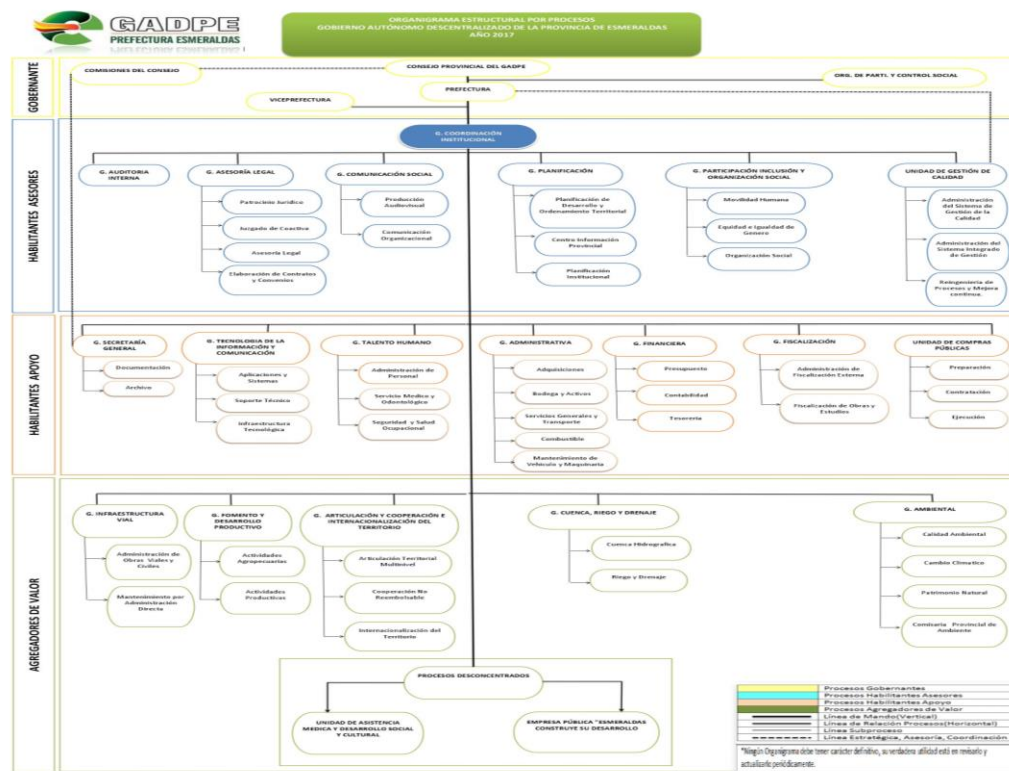 GADPE
PREFECTURA ESMERALDAS
ORGANIGRAMA ESTRUCTURAL POR PROCESOS
GOBIERNO AUTÓNOMO DESCENTRALIZADO DE LA PROVINCIA DE ESMERALDAS
AÑO 2017
GOBERNANTE
COMISIONES DEL CONSEJO
CONSEJO PROVINCIAL DEL GADPE
ORG. DE PARTI. Y CONTROL SOCIAL
PREFECTURA
VICEPREFECTURA
HABILITANTES ASESORES
G. COORDINACIÓN
INSTITUCIONAL
G. AUDITORIA
INTERNA
G. ASESORÍA LEGAL
Patrocinio Jurídico
Juzgado de Coactiva
Asesoría Legal
Elaboración de Contratos
y Convenios
G. COMUNICACIÓN SOCIAL
Producción
Audiovisual
Comunicación
Organizacional
G. PLANIFICACIÓN
Planificación de
Desarrollo y
Ordenamiento Territorial
Centro Información
Provincial
Planificación
Institucional
G. PARTICIPACIÓN INCLUSIÓN Y
ORGANIZACIÓN SOCIAL
Movilidad Humana
Equidad e Igualdad de
Genero
Organización Social
UNIDAD DE GESTIÓN DE
CALIDAD
Administración
del Sistema de
Gestión de la
Calidad
Administración del
Sistema Integrado
de Gestión
Reingeniería de
Procesos y Mejora
continua.
HABILITANTES APOYO
G. SECRETARÍA
GENERAL
Documentación
Archivo
G. TECNOLOGIA DE LA
INFORMACIÓN Y
COMUNICACIÓN
Aplicaciones y
Sistemas
Soporte Técnico
Infraestructura
Tecnológica
G. TALENTO HUMANO
Administración de
Personal
Servicio Medico y
Odontológico
Seguridad y Salud
Ocupacional
G. ADMINISTRATIVA
Adquisiciones
Bodega y Activos
Servicios Generales y
Transporte
Combustible
Mantenimiento de
Vehículo y Maquinaria
G. FINANCIERA
Presupuesto
Contabilidad
Tesorería
G. FISCALIZACIÓN
Administración de
Fiscalización Externa
Fiscalización de Obras y
Estudios
UNIDAD DE COMPRAS
PÚBLICAS
Preparación
Contratación
Ejecución
AGREGADORES DE VALOR
G. INFRAESTRUCTURA
VIAL
Administración de
Obras Viales y
Civiles
Mantenimiento por
Administración
Directa
G. FOMENTO Y
DESARROLLO
PRODUCTIVO
Actividades
Agropecuarias
Actividades
Productivas
G. ARTICULACIÓN Y COOPERACIÓN E
INTERNACIONALIZACIÓN DEL
TERRITORIO
Articulación Territorial
Multinivel
Cooperación No
Reembolsable
Internacionalización del
Territorio
G. CUENCA, RIEGO Y DRENAJE
Cuenca Hidrografica
Riego y Drenaje
G. AMBIENTAL
Calidad Ambiental
Cambio Climatico
Patrimonio Natural
Comisaria Provincial de
Ambiente
PROCESOS DESCONCENTRADOS
UNIDAD DE ASISTENCIA
MEDICA Y DESARROLLO SOCIAL
Y CULTURAL
EMPRESA PÚBLICA "ESMERALDAS
CONSTRUYE SU DESARROLLO
Procesos Gobernantes
Procesos Habilitantes Asesores
Procesos Habilitantes Apoyo
Procesos Agregadores de Valor
Línea de Mando(Vertical)
Línea de Relación Procesos(Horizontal)
Línea Subproceso
Línea Estratégica, Asesoría, Coordinación
*Ningún Organigrama debe tener carácter definitivo, su verdadera utilidad está en revisarlo y
actualizarlo periódicamente.